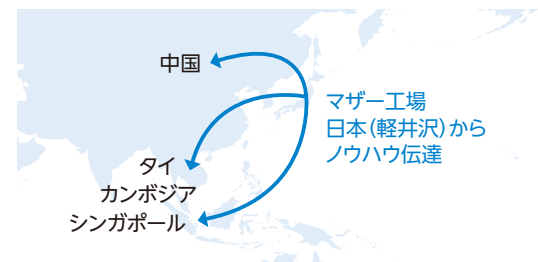 中国
マザー工場
日本(軽井沢)から
ノウハウ伝達
タイ
カンボジア
シンガポール